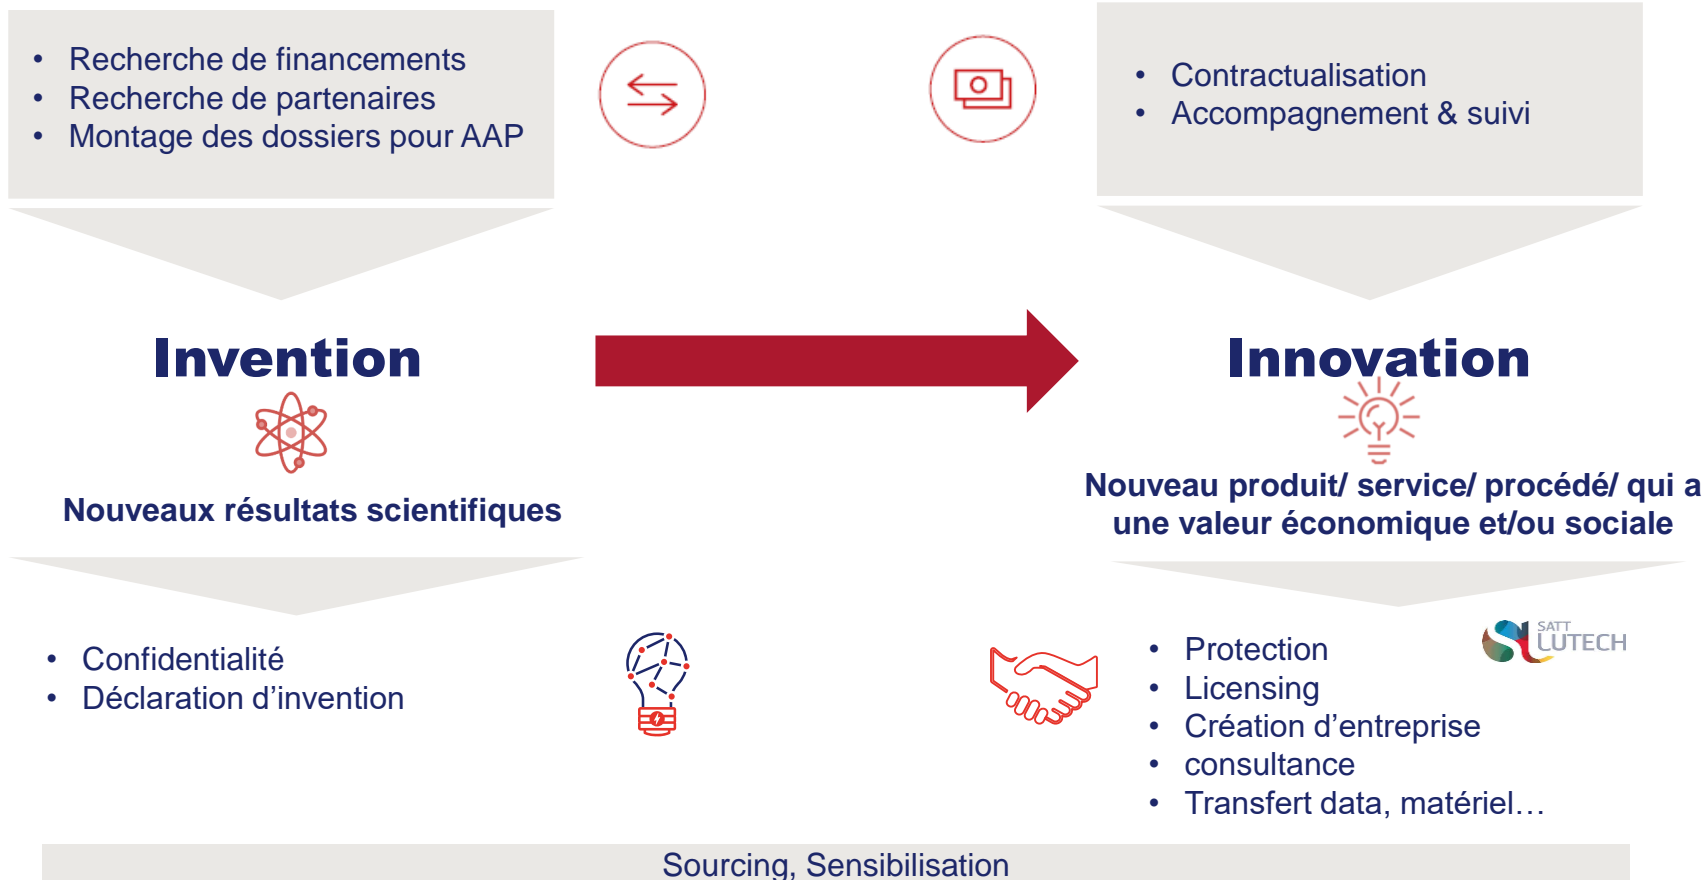 • Recherche de financements
• Recherche de partenaires
• Montage des dossiers pour AAP
• Contractualisation
• Accompagnement & suivi
Invention
Innovation
Nouveaux résultats scientifiques
Nouveau produit/ service/ procédé/ qui a
une valeur économique et/ou sociale
• Confidentialité
• Déclaration d’invention
SATT
LUTECH
• Protection
• Licensing
• Création d’entreprise
• consultance
• Transfert data, matériel…
Sourcing, Sensibilisation